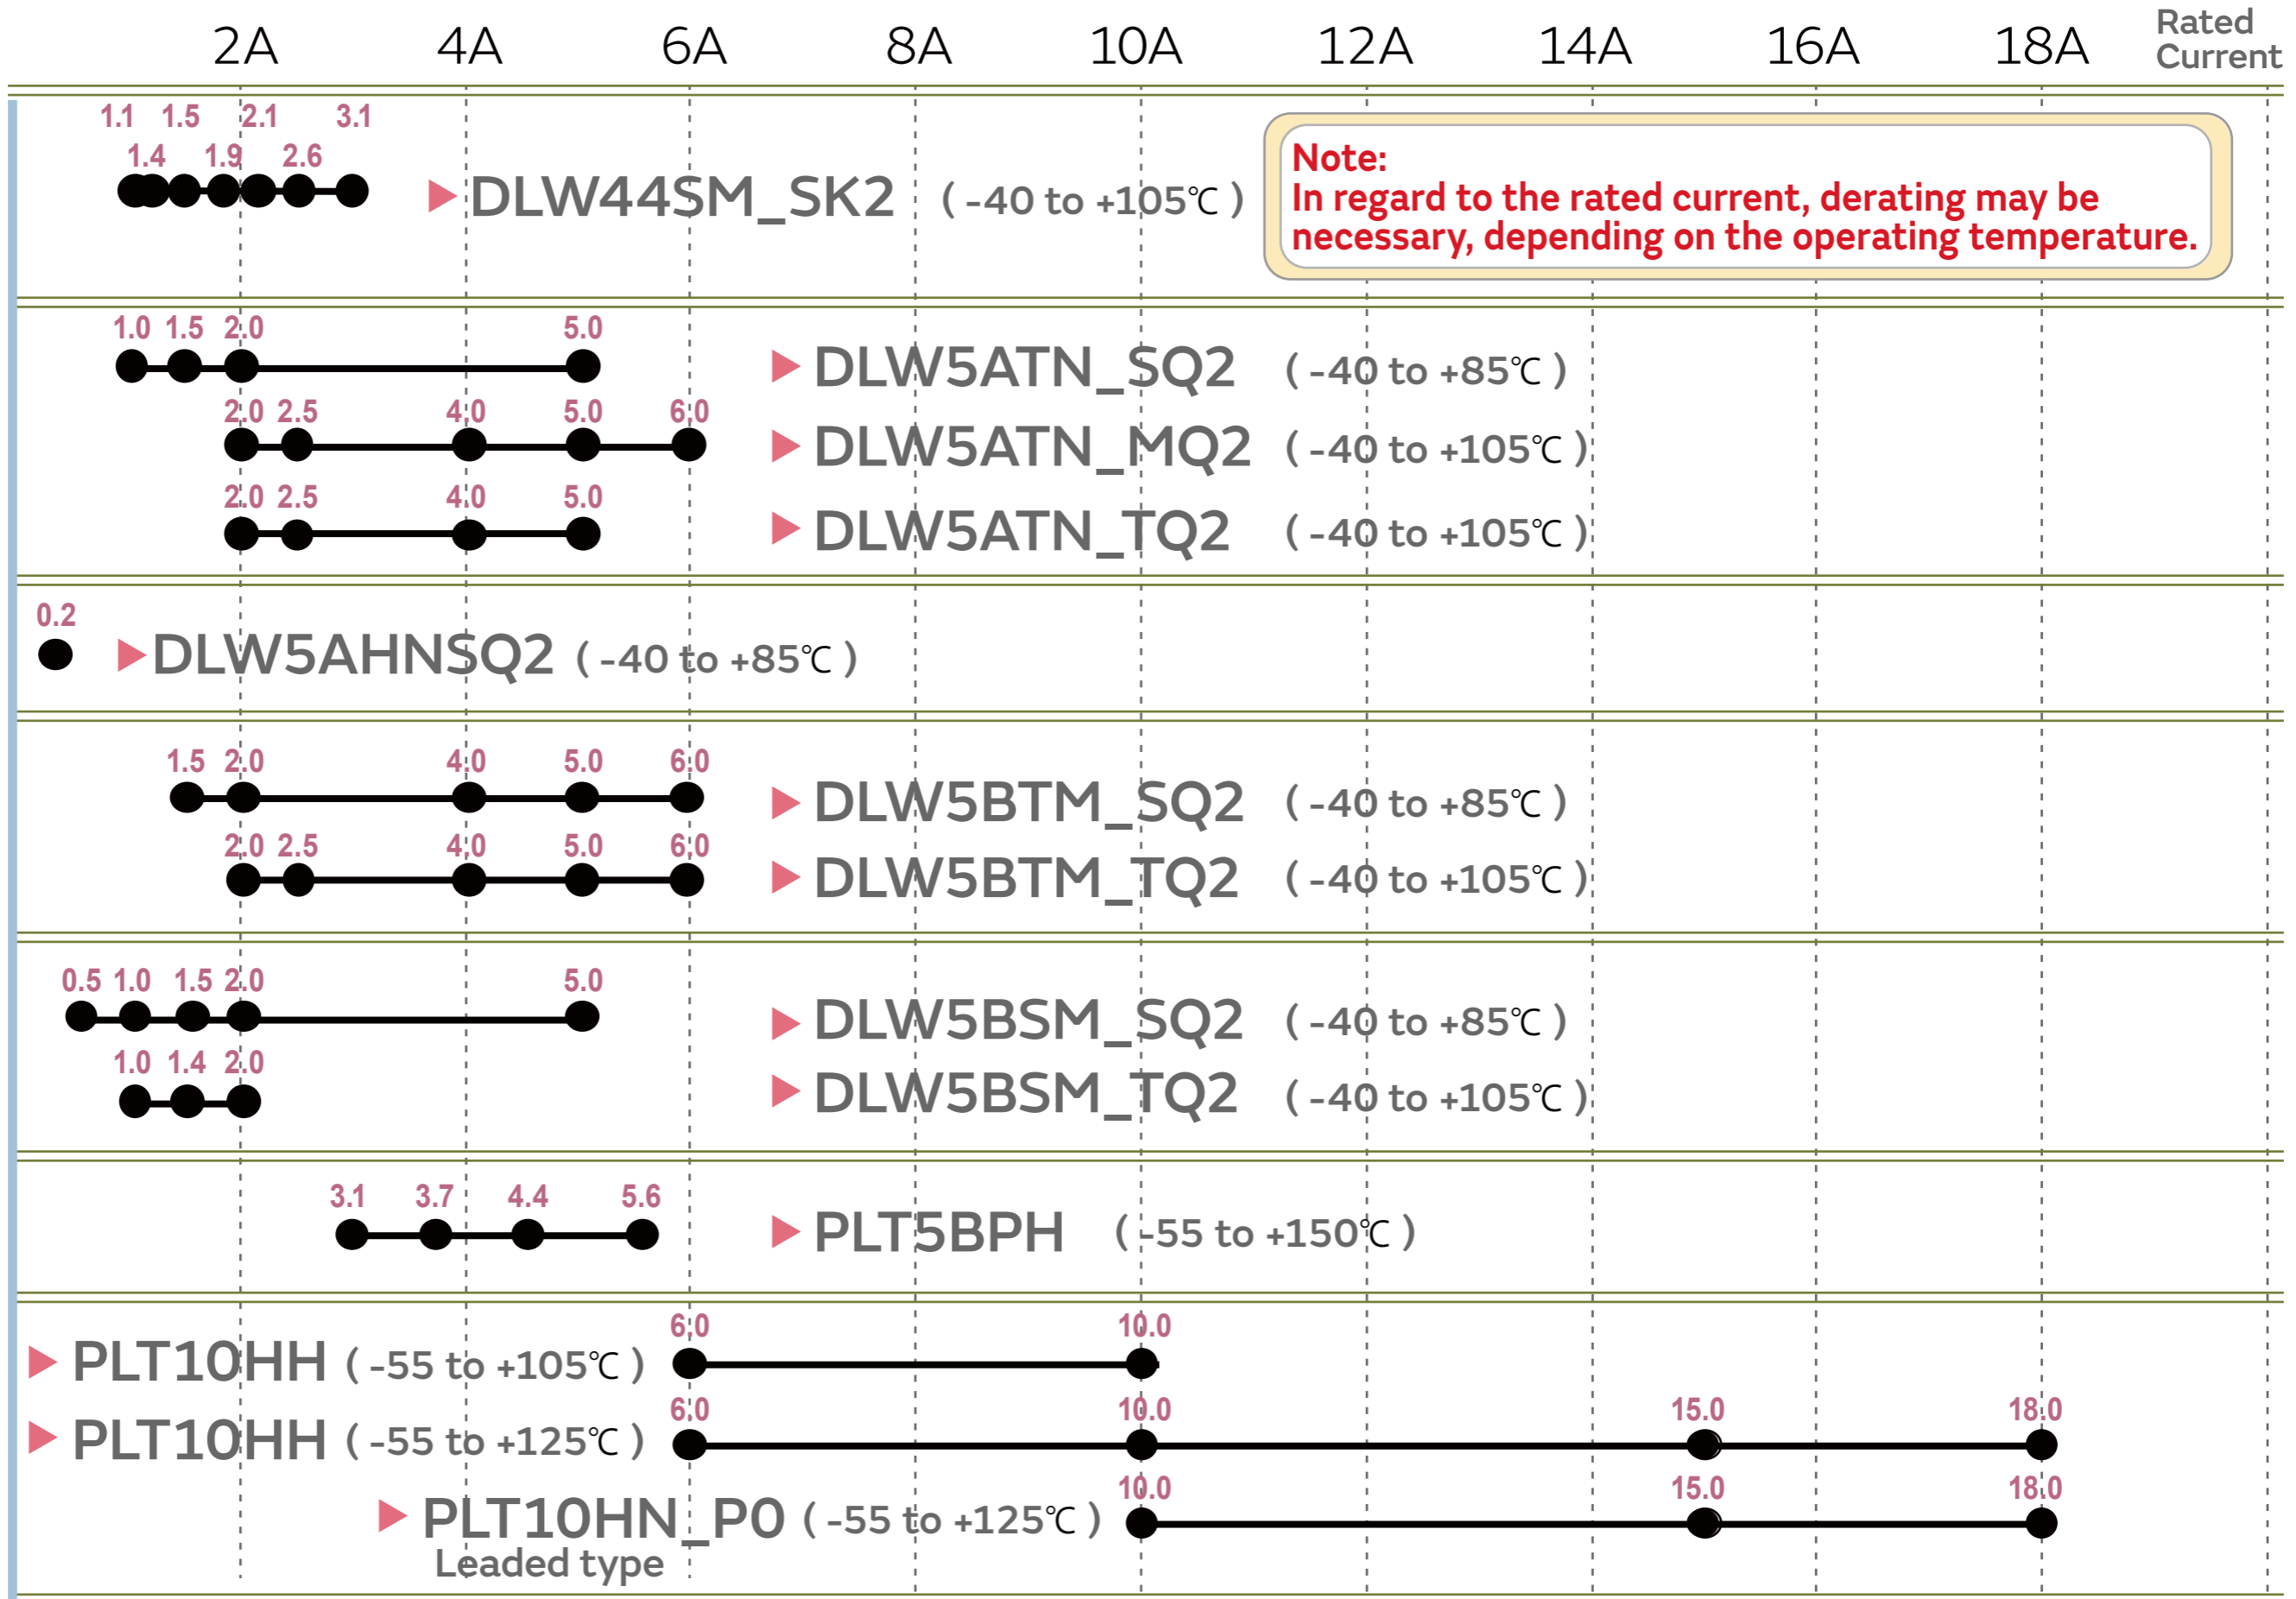 2A 4A 6A 8A 10A 12A 14A 16A 18A Rated
Current
1.1 1.5 2.1 3.1
1.4 1.9 2.6
DLW44SM_SK2 ( -40 to +105℃ )
Note:
In regard to the rated current, derating may be
necessary, depending on the operating temperature.
1.0 1.5 2.0 5.0
DLW5ATN_SQ2 ( -40 to +85℃ )
2.0 2.5 4.0 5.0 6.0
DLW5ATN_MQ2 ( -40 to +105℃ )
2.0 2.5 4.0 5.0
DLW5ATN_TQ2 ( -40 to +105℃ )
0.2
DLW5AHNSQ2 ( -40 to +85℃ )
1.5 2.0 4.0 5.0 6.0
DLW5BTM_SQ2 ( -40 to +85℃ )
2.0 2.5 4.0 5.0 6.0
DLW5BTM_TQ2 ( -40 to +105℃ )
0.5 1.0 1.5 2.0 5.0
DLW5BSM_SQ2 ( -40 to +85℃ )
1.0 1.4 2.0
DLW5BSM_TQ2 ( -40 to +105℃ )
3.1 3.7 4.4 5.6
PLT5BPH ( -55 to +150℃ )
6.0 10.0
PLT10HH ( -55 to +105℃ )
6.0 10.0 15.0 18.0
PLT10HH ( -55 to +125℃ )
10.0 15.0 18.0
PLT10HN_P0 ( -55 to +125℃ )
Leaded type